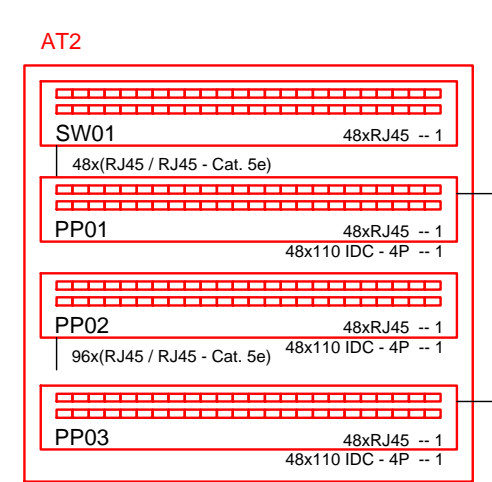 AT2
SW01 48xRJ45 -- 1
48x(RJ45 / RJ45 - Cat. 5e)
PP01 48xRJ45 -- 1
48x110 IDC - 4P -- 1
PP02 48xRJ45 -- 1
48x110 IDC - 4P -- 1
96x(RJ45 / RJ45 - Cat. 5e)
PP03 48xRJ45 -- 1
48x110 IDC - 4P -- 1